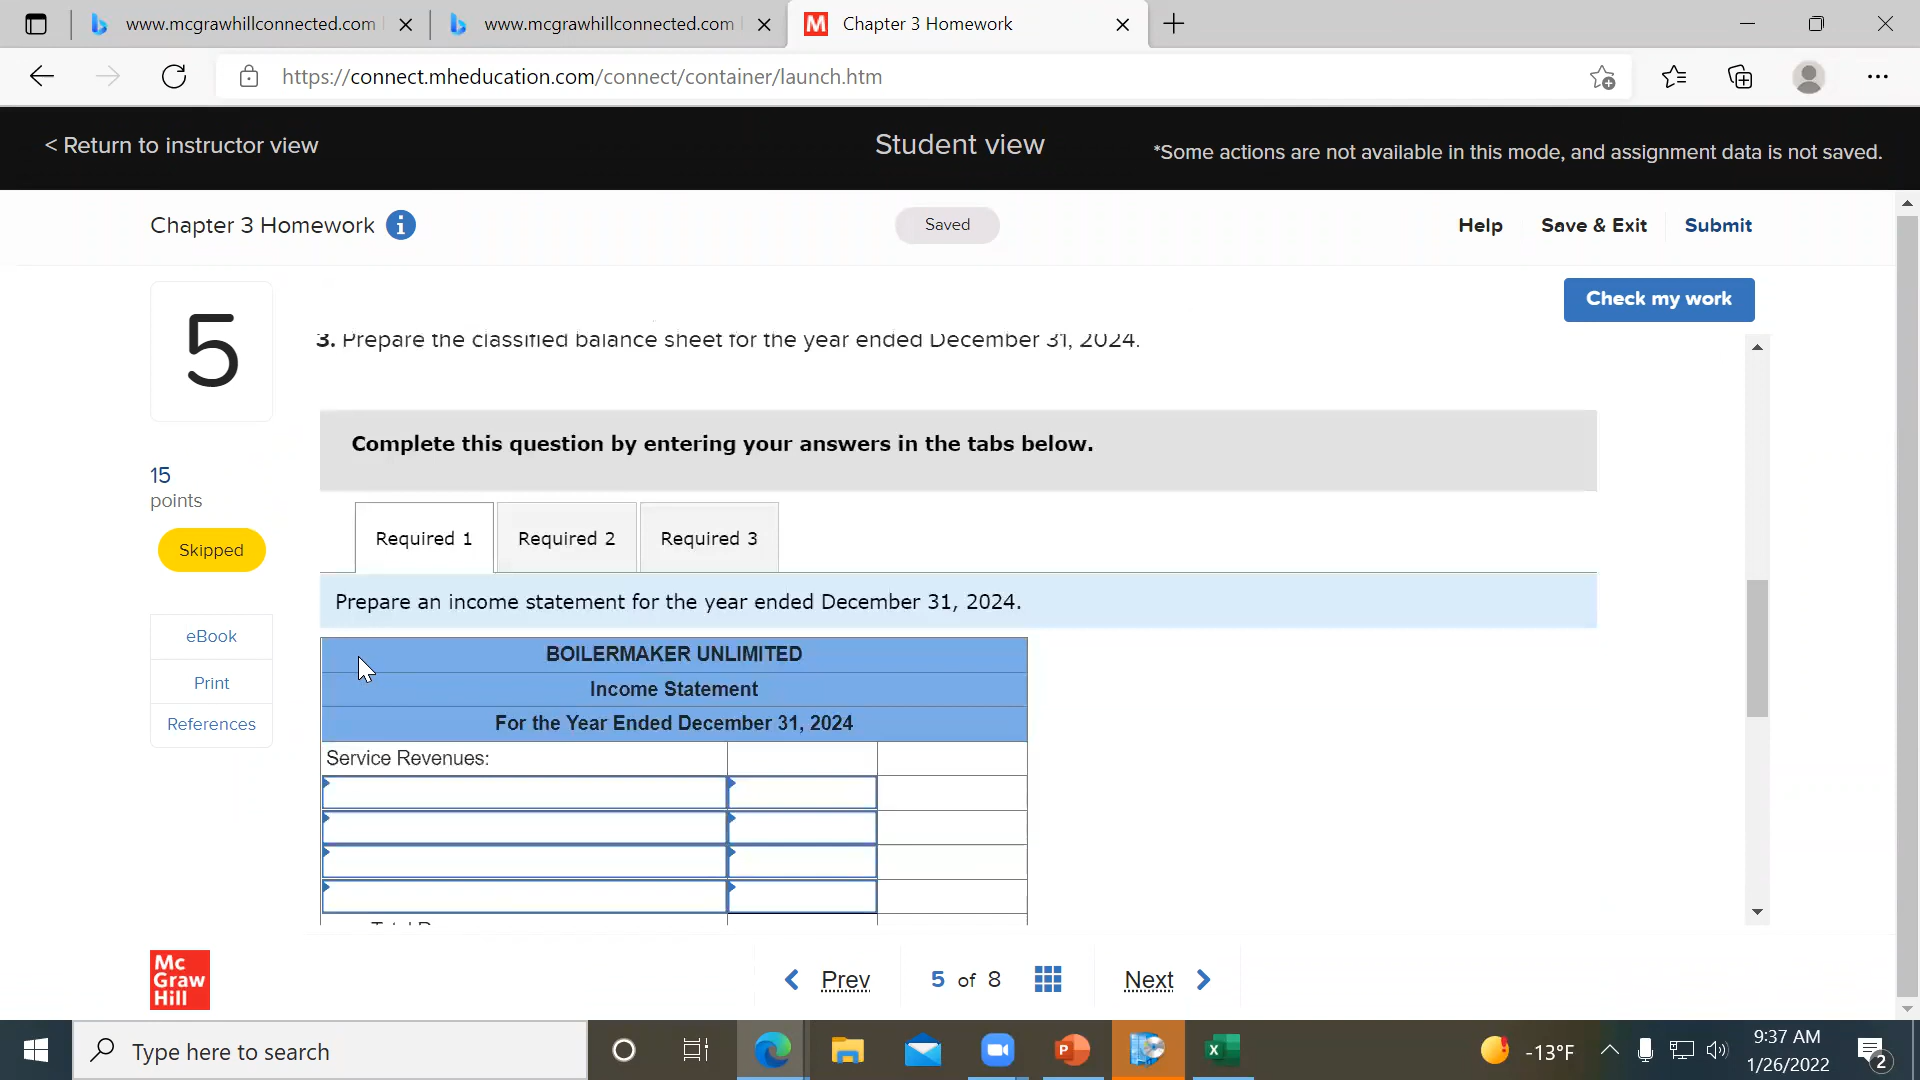 www.mcgrawhillconnected.com
www.mcgrawhillconnected.com
Chapter 3 Homework
https://connect.mheducation.com/connect/container/launch.htm
< Return to instructor view
Student view
*Some actions are not available in this mode, and assignment data is not saved.
Chapter 3 Homework
Saved
Help
Save & Exit
Submit
Check my work
5
3. Prepare the classified balance sheet for the year ended December 31, 2024.
Complete this question by entering your answers in the tabs below.
15
points
Skipped
Required 1
Required 2
Required 3
Prepare an income statement for the year ended December 31, 2024.
eBook
Print
References
BOILERMAKER UNLIMITED
Income Statement
For the Year Ended December 31, 2024
Service Revenues:
Mc
Graw
Hill
Prev
5 of 8
Next
Type here to search
-13°F
9:37 AM
1/26/2022
2